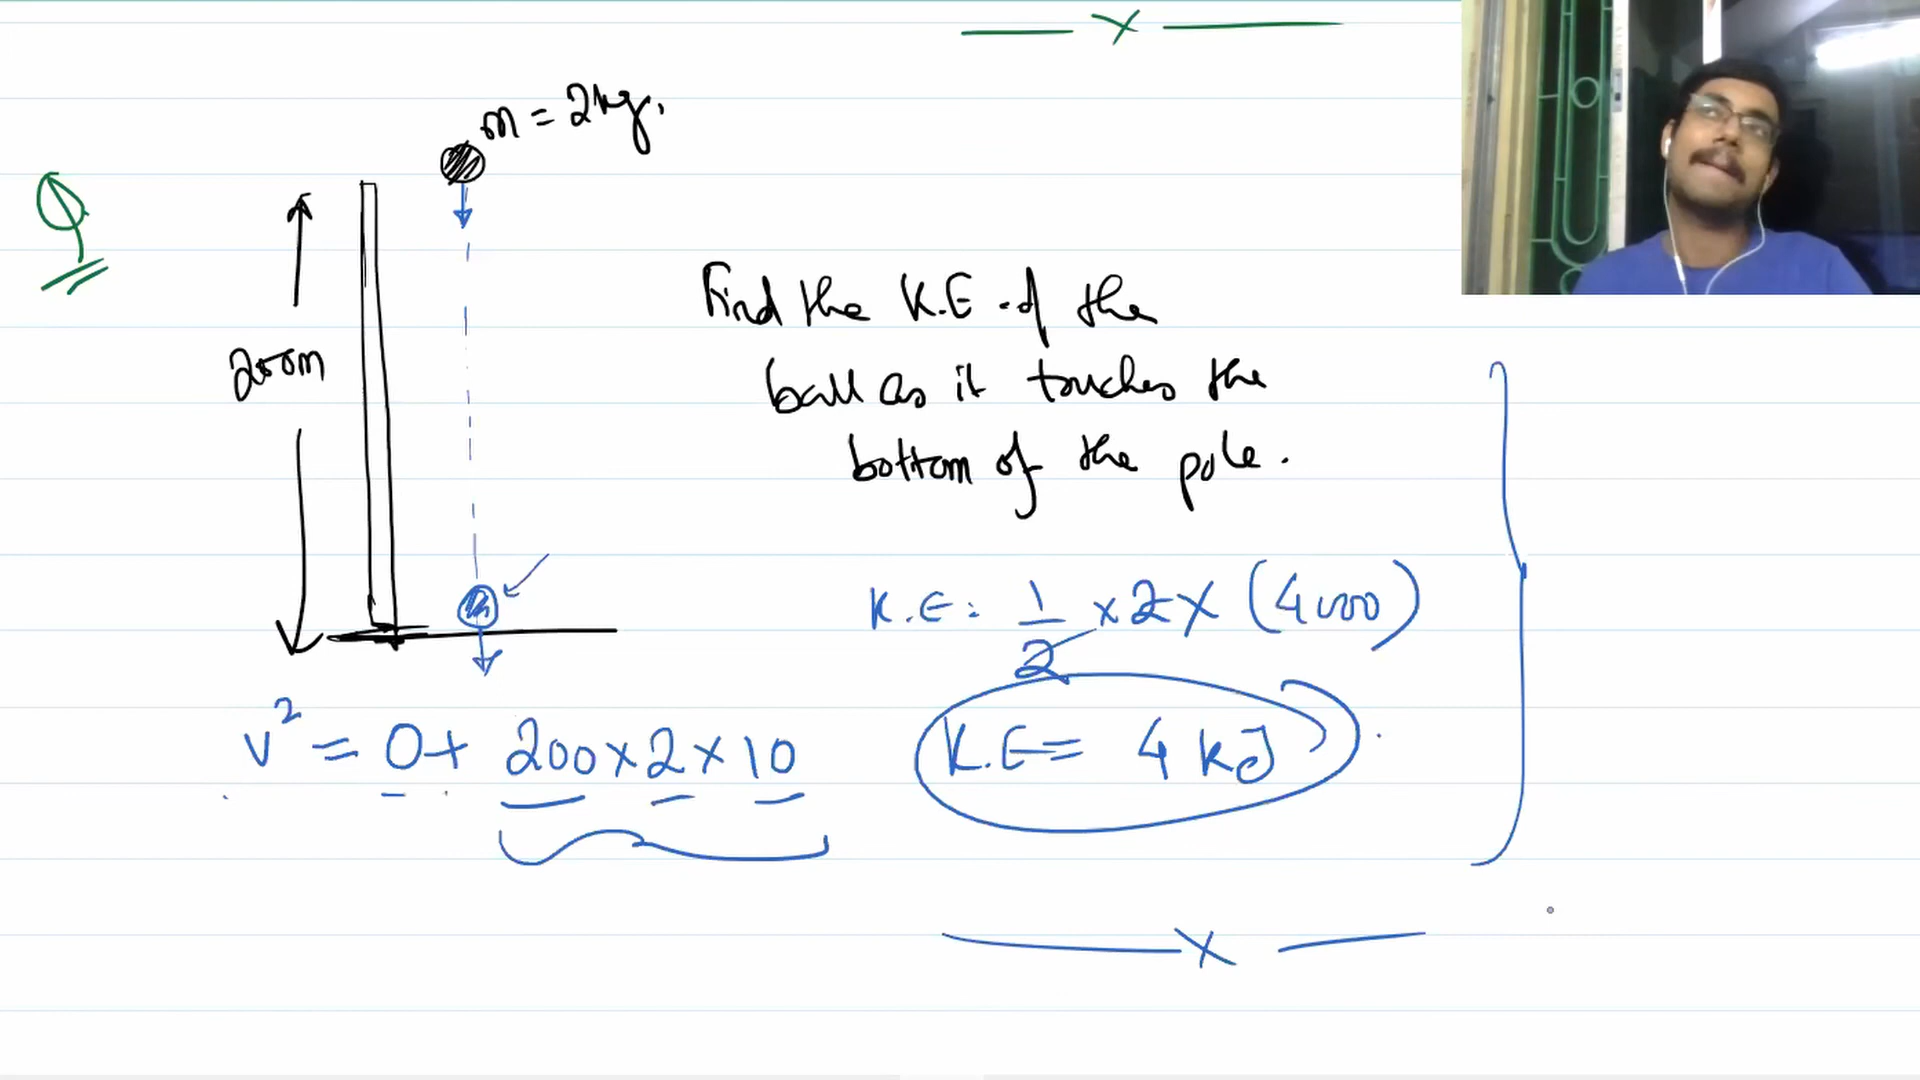 Q
m = 2kg.
200m
Find the K.E of the
ball as it touches the
bottom of the pole.
K.E = 1/2 x 2 x (4000)
v² = 0 + 200 x 2 x 10
K.E = 4 kJ